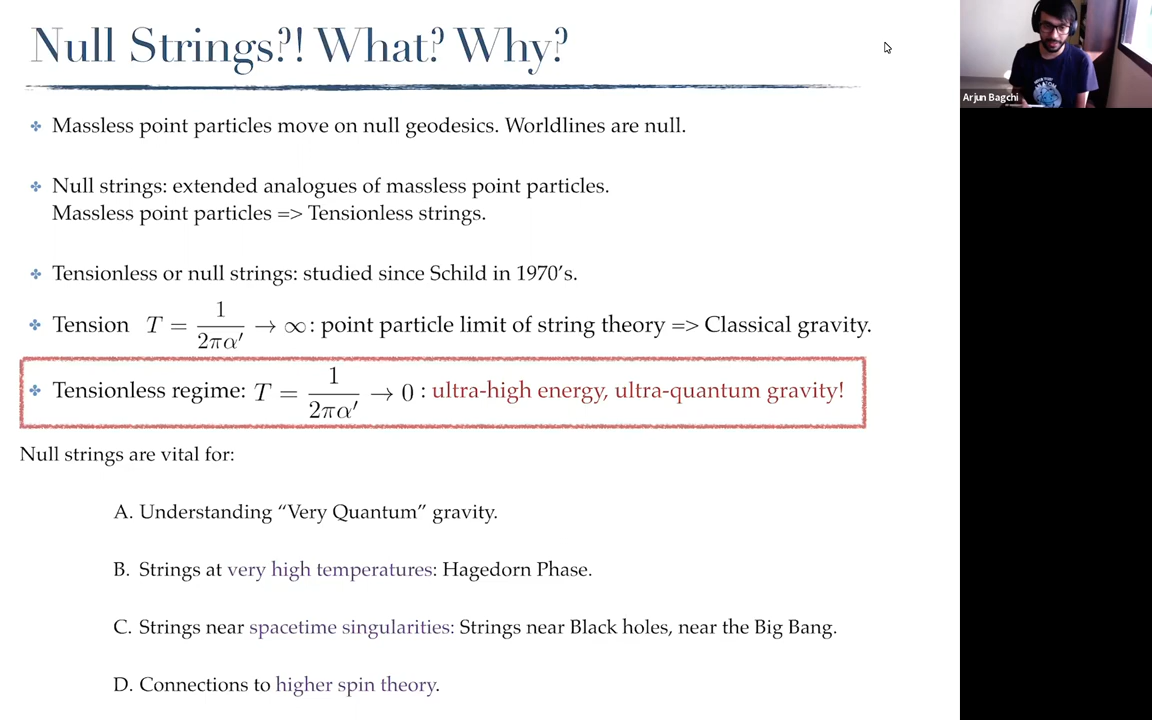 Null Strings?! What? Why?
Arjun Bagchi
❖ Massless point particles move on null geodesics. Worldlines are null.
❖ Null strings: extended analogues of massless point particles.
Massless point particles => Tensionless strings.
❖ Tensionless or null strings: studied since Schild in 1970's.
❖ Tension T = 1/2πα′ → ∞: point particle limit of string theory => Classical gravity.
❖ Tensionless regime: T = 1/2πα′ → 0 : ultra-high energy, ultra-quantum gravity!
Null strings are vital for:
A. Understanding “Very Quantum” gravity.
B. Strings at very high temperatures: Hagedorn Phase.
C. Strings near spacetime singularities: Strings near Black holes, near the Big Bang.
D. Connections to higher spin theory.